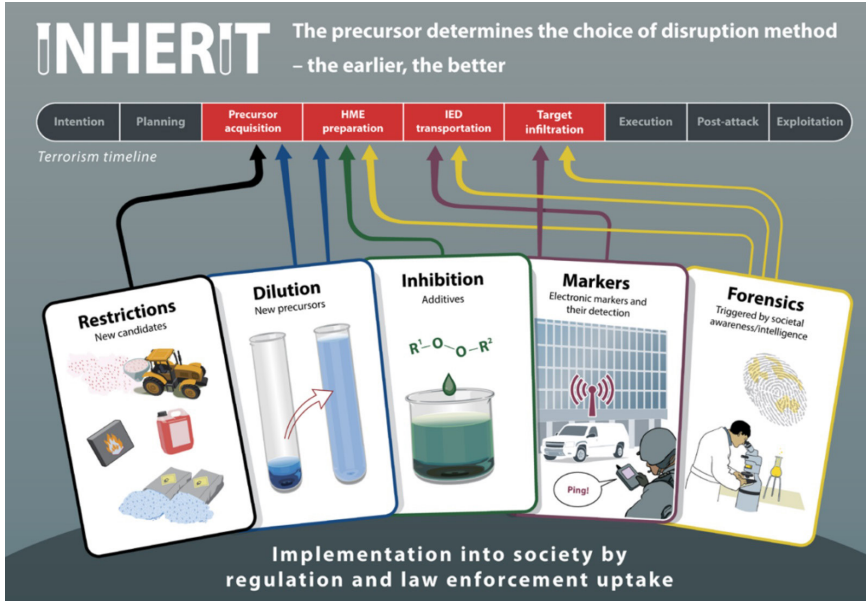 INHERIT
The precursor determines the choice of disruption method
– the earlier, the better
Intention
Planning
Precursor
acquisition
HME
preparation
IED
transportation
Target
infiltration
Execution
Post-attack
Exploitation
Terrorism timeline
Restrictions
New candidates
Dilution
New precursors
Inhibition
Additives
R¹–O–O–R²
Markers
Electronic markers and
their detection
Ping!
Forensics
Triggered by societal
awareness/intelligence
Implementation into society by
regulation and law enforcement uptake